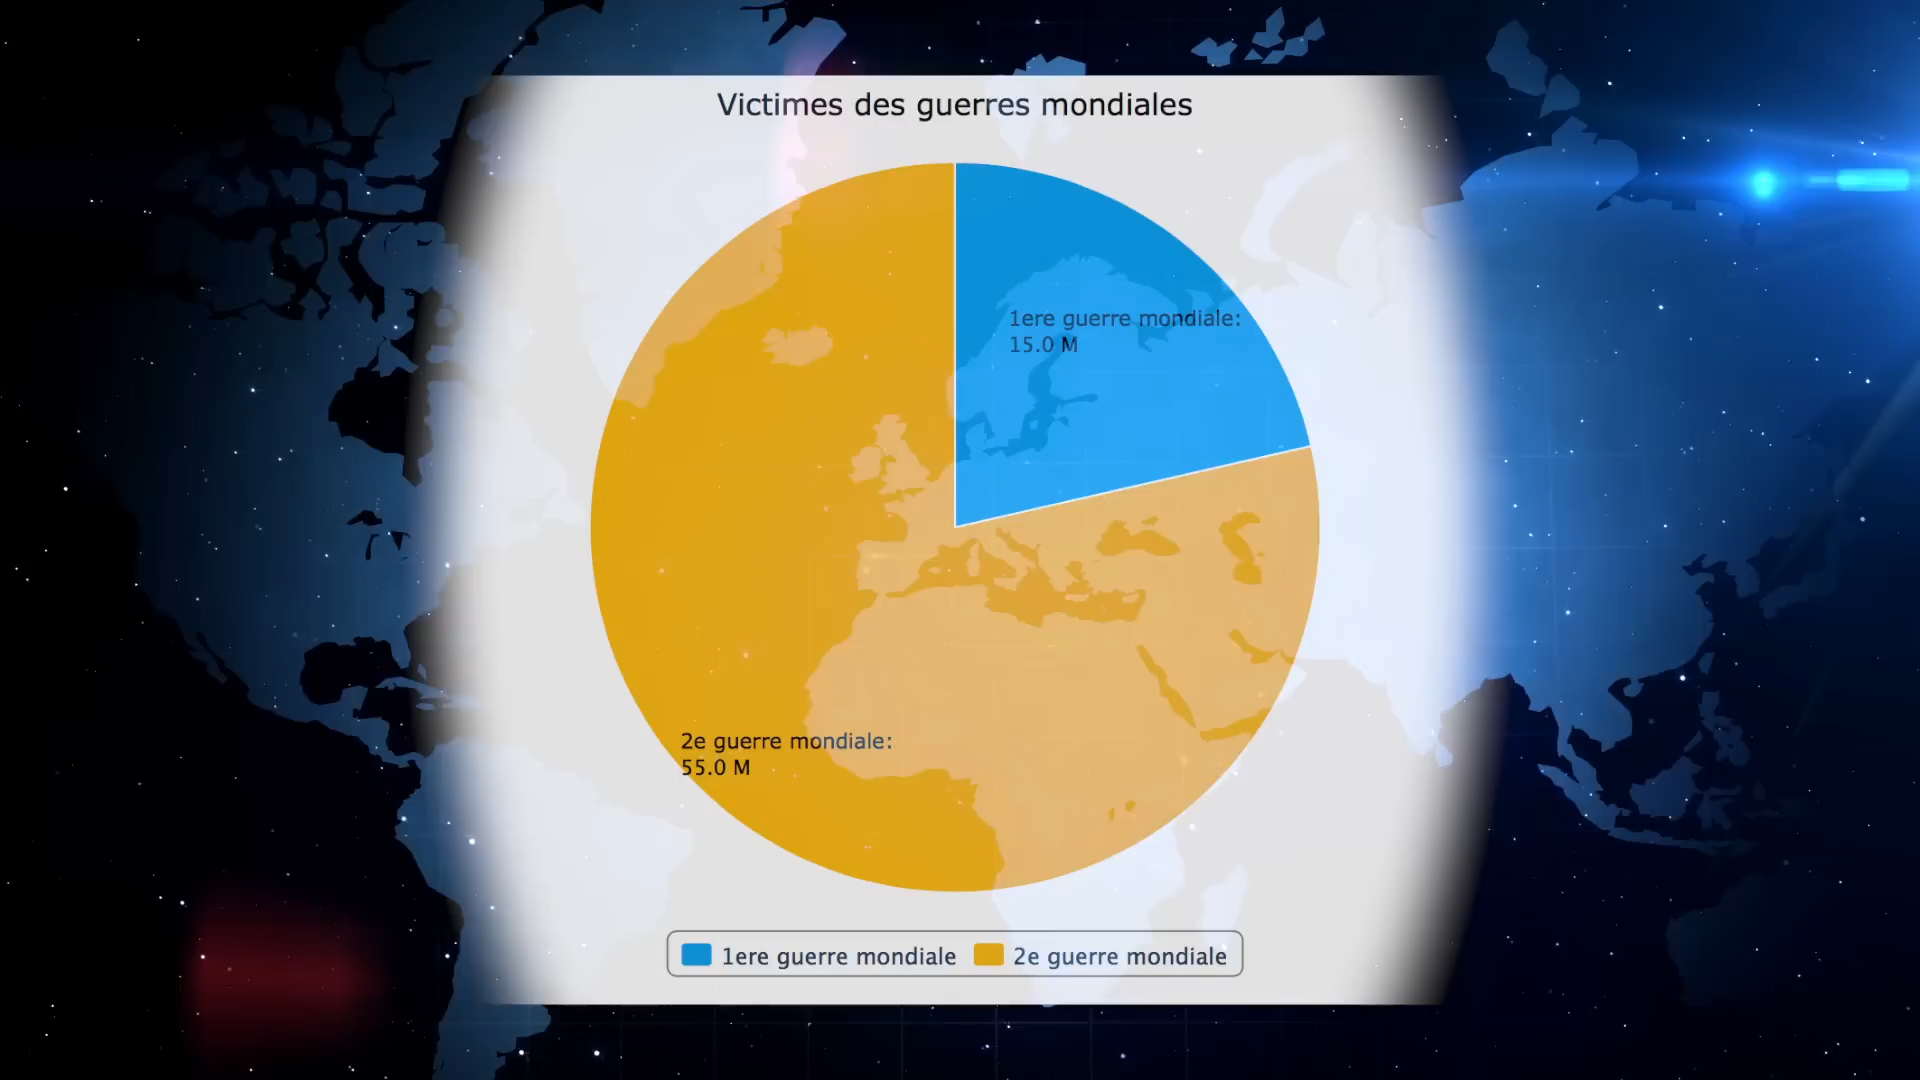 Victimes des guerres mondiales
1ere guerre mondiale:
15.0 M
2e guerre mondiale:
55.0 M
1ere guerre mondiale
2e guerre mondiale